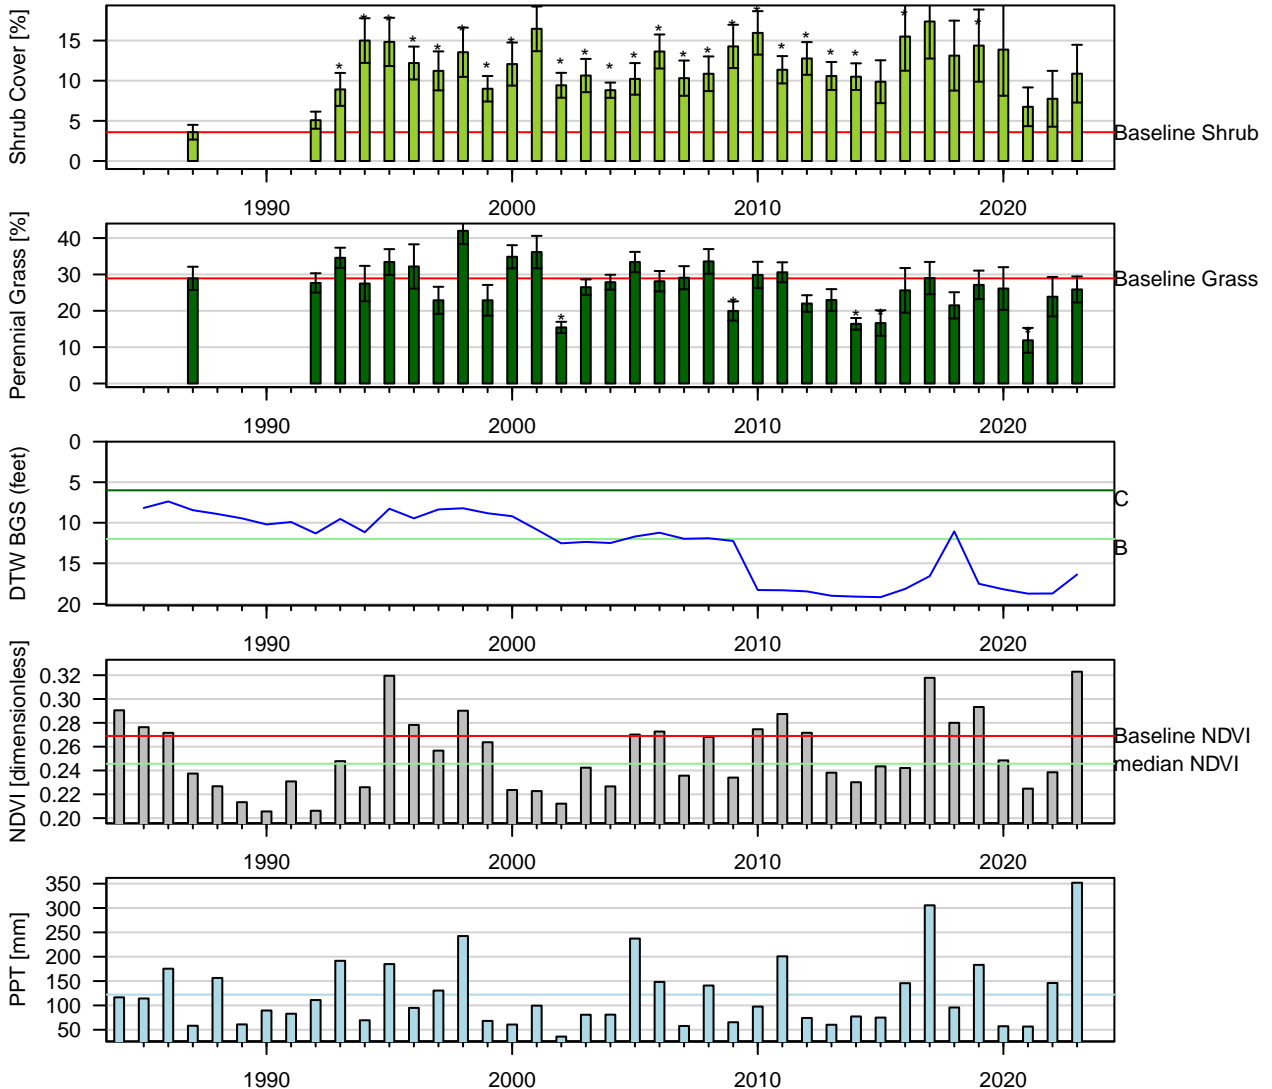 Shrub Cover [%]
15
10
5
0
Baseline Shrub
1990 2000 2010 2020
Perennial Grass [%]
40
30
20
10
0
Baseline Grass
1990 2000 2010 2020
DTW BGS (feet)
0
5
10
15
20
C
B
1990 2000 2010 2020
NDVI [dimensionless]
0.32
0.30
0.28
0.26
0.24
0.22
0.20
Baseline NDVI
median NDVI
1990 2000 2010 2020
PPT [mm]
350
300
250
200
150
100
50
1990 2000 2010 2020